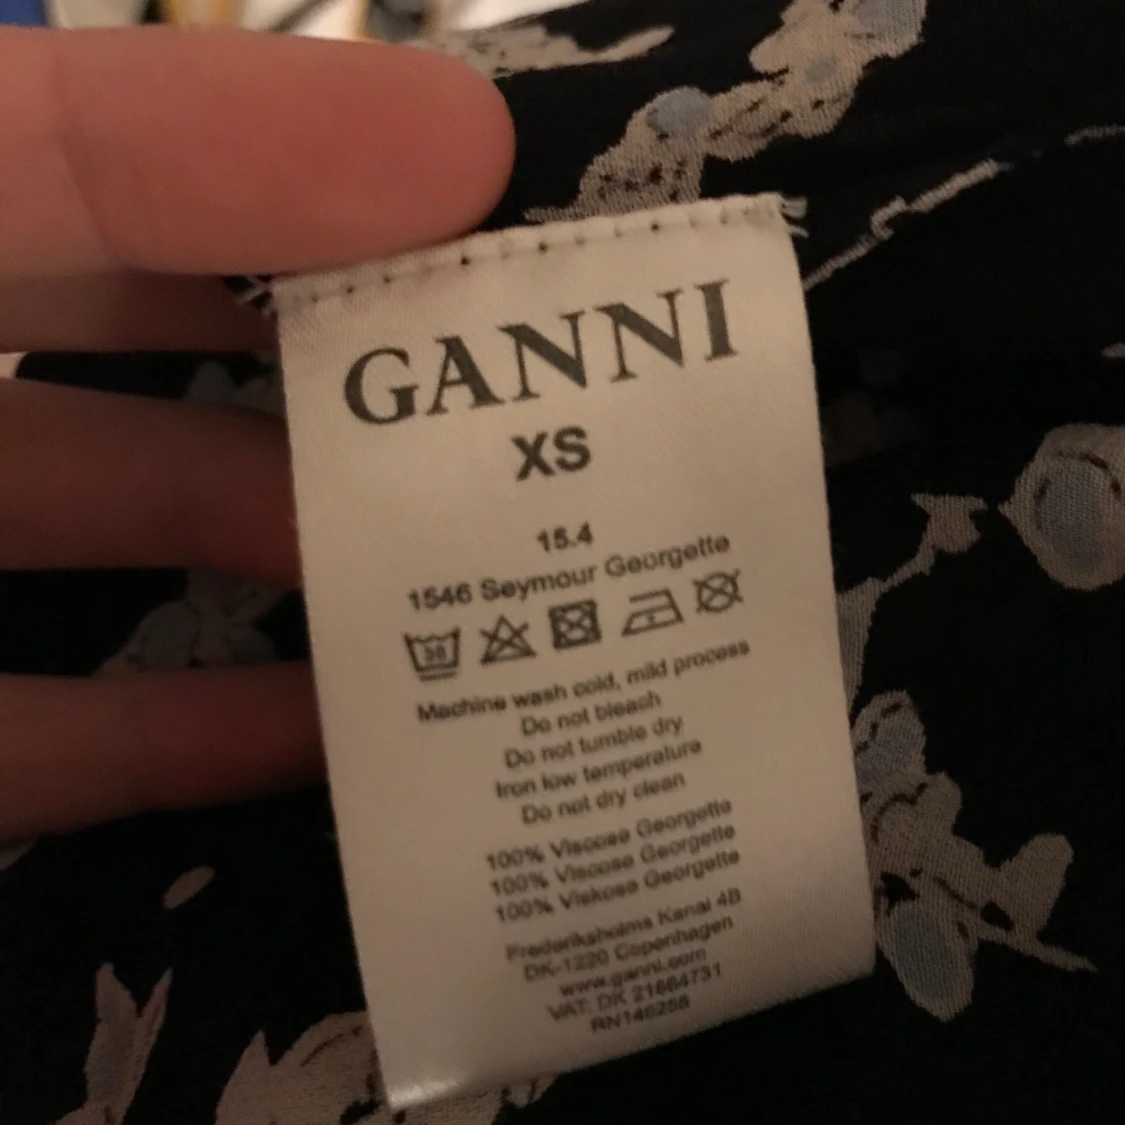 GANNI
XS
15.4
1546 Seymour Georgette
30
Machine wash cold, mild process
Do not bleach
Do not tumble dry
Iron low temperature
Do not dry clean
100% Viscose Georgette
100% Viscose Georgette
100% Viskose Georgette
Frederiksholms Kanal 4B
DK-1220 Copenhagen
www.ganni.com
VAT: DK